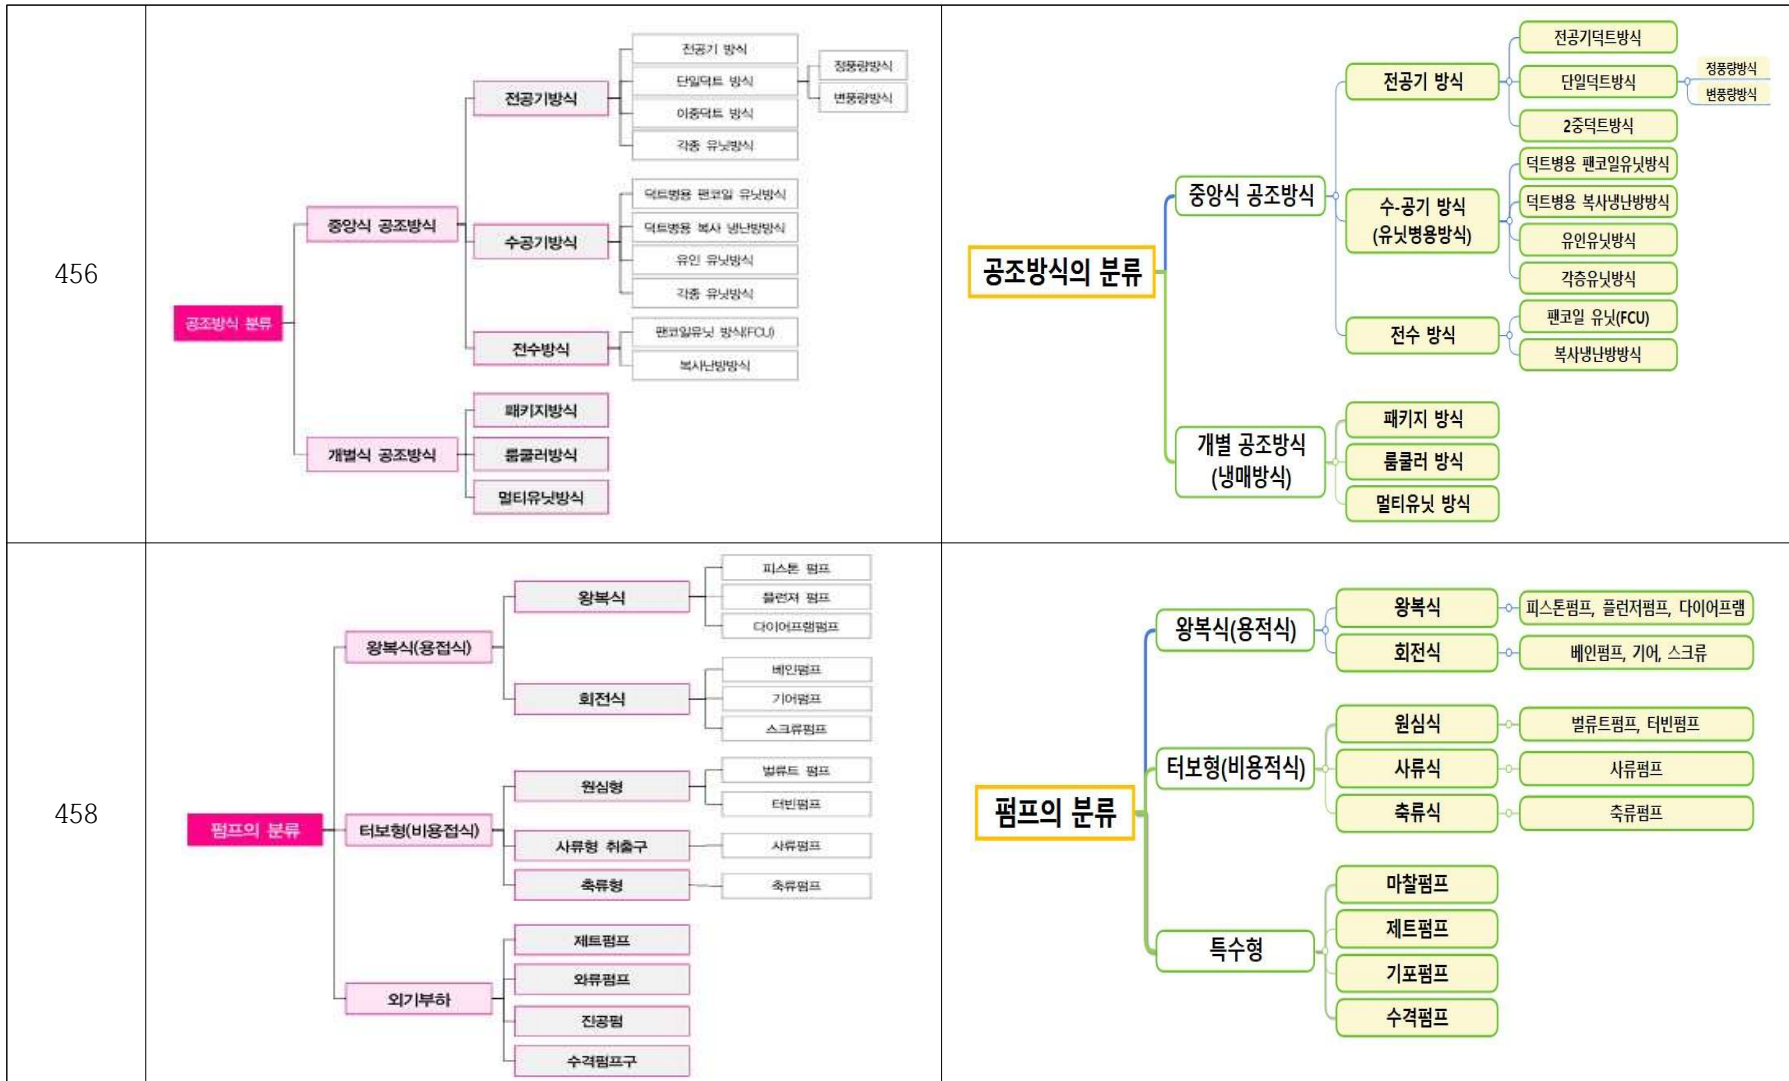 456
공조방식 분류
중앙식 공조방식
전공기방식
전공기 방식
단일덕트 방식
정풍량방식
변풍량방식
이중덕트 방식
각종 유닛방식
수공기방식
덕트병용 팬코일 유닛방식
덕트병용 복사 냉난방방식
유인 유닛방식
각종 유닛방식
전수방식
팬코일유닛 방식(FCU)
복사난방방식
개별식 공조방식
패키지방식
룸쿨러방식
멀티유닛방식
공조방식의 분류
중앙식 공조방식
전공기 방식
전공기덕트방식
단일덕트방식
정풍량방식
변풍량방식
2중덕트방식
수-공기 방식
(유닛병용방식)
덕트병용 팬코일유닛방식
덕트병용 복사냉난방방식
유인유닛방식
각층유닛방식
전수 방식
팬코일 유닛(FCU)
복사냉난방방식
개별 공조방식
(냉매방식)
패키지 방식
룸쿨러 방식
멀티유닛 방식
458
펌프의 분류
왕복식(용접식)
왕복식
피스톤 펌프
플런져 펌프
다이어프램펌프
회전식
베인펌프
기어펌프
스크류펌프
터보형(비용접식)
원심형
벌류트 펌프
터빈펌프
사류형 취출구
사류펌프
축류형
축류펌프
외기부하
제트펌프
와류펌프
진공펌
수격펌프구
펌프의 분류
왕복식(용적식)
왕복식
피스톤펌프, 플런저펌프, 다이어프램
회전식
베인펌프, 기어, 스크류
터보형(비용적식)
원심식
벌류트펌프, 터빈펌프
사류식
사류펌프
축류식
축류펌프
특수형
마찰펌프
제트펌프
기포펌프
수격펌프